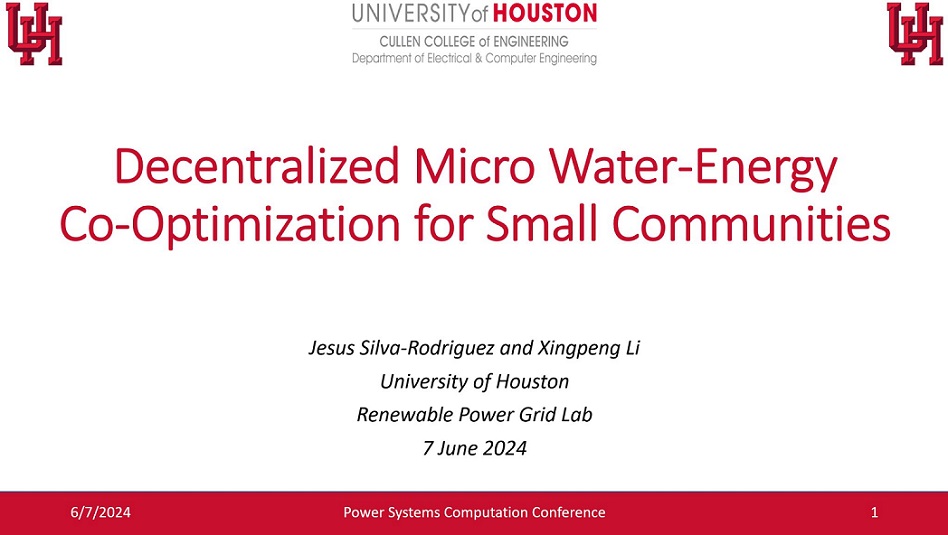 UNIVERSITY of HOUSTON
CULLEN COLLEGE of ENGINEERING
Department of Electrical & Computer Engineering
UH
UH
Decentralized Micro Water-Energy
Co-Optimization for Small Communities
Jesus Silva-Rodriguez and Xingpeng Li
University of Houston
Renewable Power Grid Lab
7 June 2024
6/7/2024 Power Systems Computation Conference 1